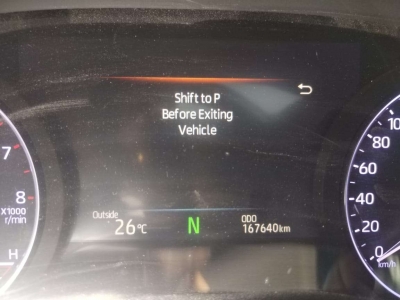 Shift to P
Before Exiting
Vehicle
7
8
X1000
r/min
H
Outside
26°C
N
ODO
167640km
100
80
60
40
20
0
km/h